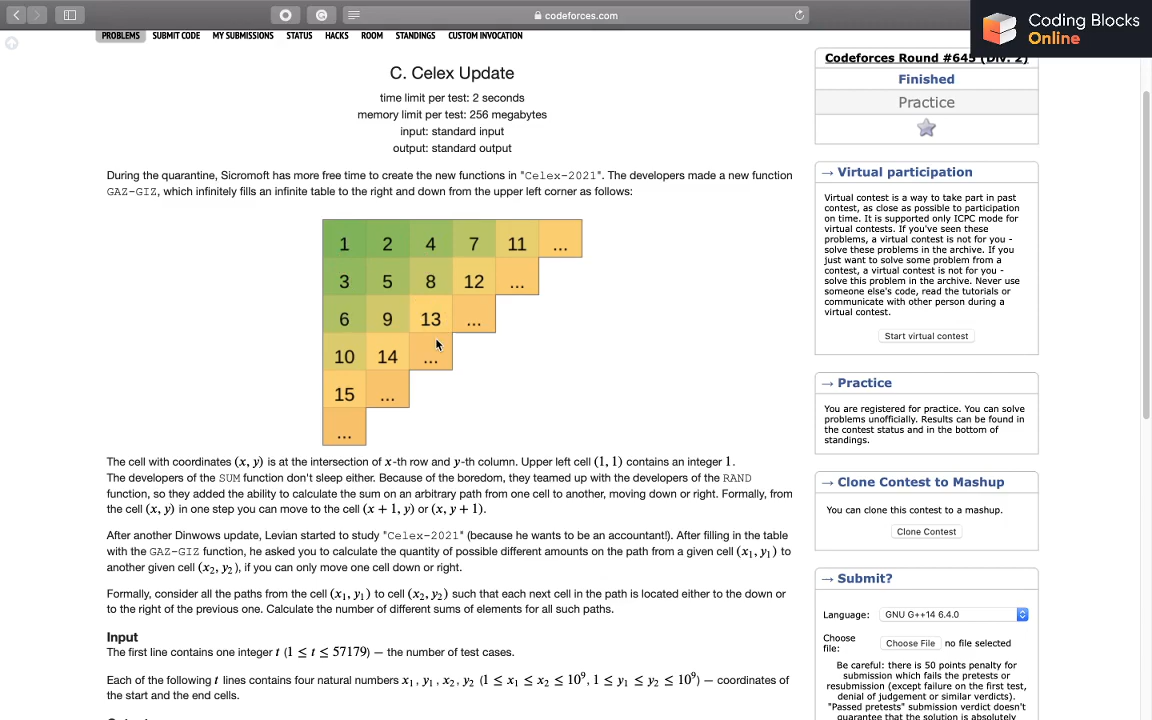 codeforces.com
Coding Blocks
Online
PROBLEMS SUBMIT CODE MY SUBMISSIONS STATUS HACKS ROOM STANDINGS CUSTOM INVOCATION
C. Celex Update
time limit per test: 2 seconds
memory limit per test: 256 megabytes
input: standard input
output: standard output
During the quarantine, Sicromoft has more free time to create the new functions in "Celex-2021". The developers made a new function
GAZ-GIZ, which infinitely fills an infinite table to the right and down from the upper left corner as follows:
1 2 4 7 11 ...
3 5 8 12 ...
6 9 13 ...
10 14 ...
15 ...
...
The cell with coordinates (x, y) is at the intersection of x-th row and y-th column. Upper left cell (1, 1) contains an integer 1.
The developers of the SUM function don't sleep either. Because of the boredom, they teamed up with the developers of the RAND
function, so they added the ability to calculate the sum on an arbitrary path from one cell to another, moving down or right. Formally, from
the cell (x, y) in one step you can move to the cell (x + 1, y) or (x, y + 1).
After another Dinwows update, Levian started to study "Celex-2021" (because he wants to be an accountant!). After filling in the table
with the GAZ-GIZ function, he asked you to calculate the quantity of possible different amounts on the path from a given cell (x₁, y₁) to
another given cell (x₂, y₂), if you can only move one cell down or right.
Formally, consider all the paths from the cell (x₁, y₁) to cell (x₂, y₂) such that each next cell in the path is located either to the down or
to the right of the previous one. Calculate the number of different sums of elements for all such paths.
Input
The first line contains one integer t (1 ≤ t ≤ 57179) — the number of test cases.
Each of the following t lines contains four natural numbers x₁, y₁, x₂, y₂ (1 ≤ x₁ ≤ x₂ ≤ 10⁹, 1 ≤ y₁ ≤ y₂ ≤ 10⁹) — coordinates of
the start and the end cells.
Codeforces Round #645 (Div. 2)
Finished
Practice
→ Virtual participation
Virtual contest is a way to take part in past
contest, as close as possible to participation
on time. It is supported only ICPC mode for
virtual contests. If you've seen these
problems, a virtual contest is not for you -
solve these problems in the archive. If you
just want to solve some problem from a
contest, a virtual contest is not for you -
solve this problem in the archive. Never use
someone else's code, read the tutorials or
communicate with other person during a
virtual contest.
Start virtual contest
→ Practice
You are registered for practice. You can solve
problems unofficially. Results can be found in
the contest status and in the bottom of
standings.
→ Clone Contest to Mashup
You can clone this contest to a mashup.
Clone Contest
→ Submit?
Language: GNU G++14 6.4.0
Choose
file: Choose File no file selected
Be careful: there is 50 points penalty for
submission which fails the pretests or
resubmission (except failure on the first test,
denial of judgement or similar verdicts).
"Passed pretests" submission verdict doesn't
guarantee that the solution is absolutely